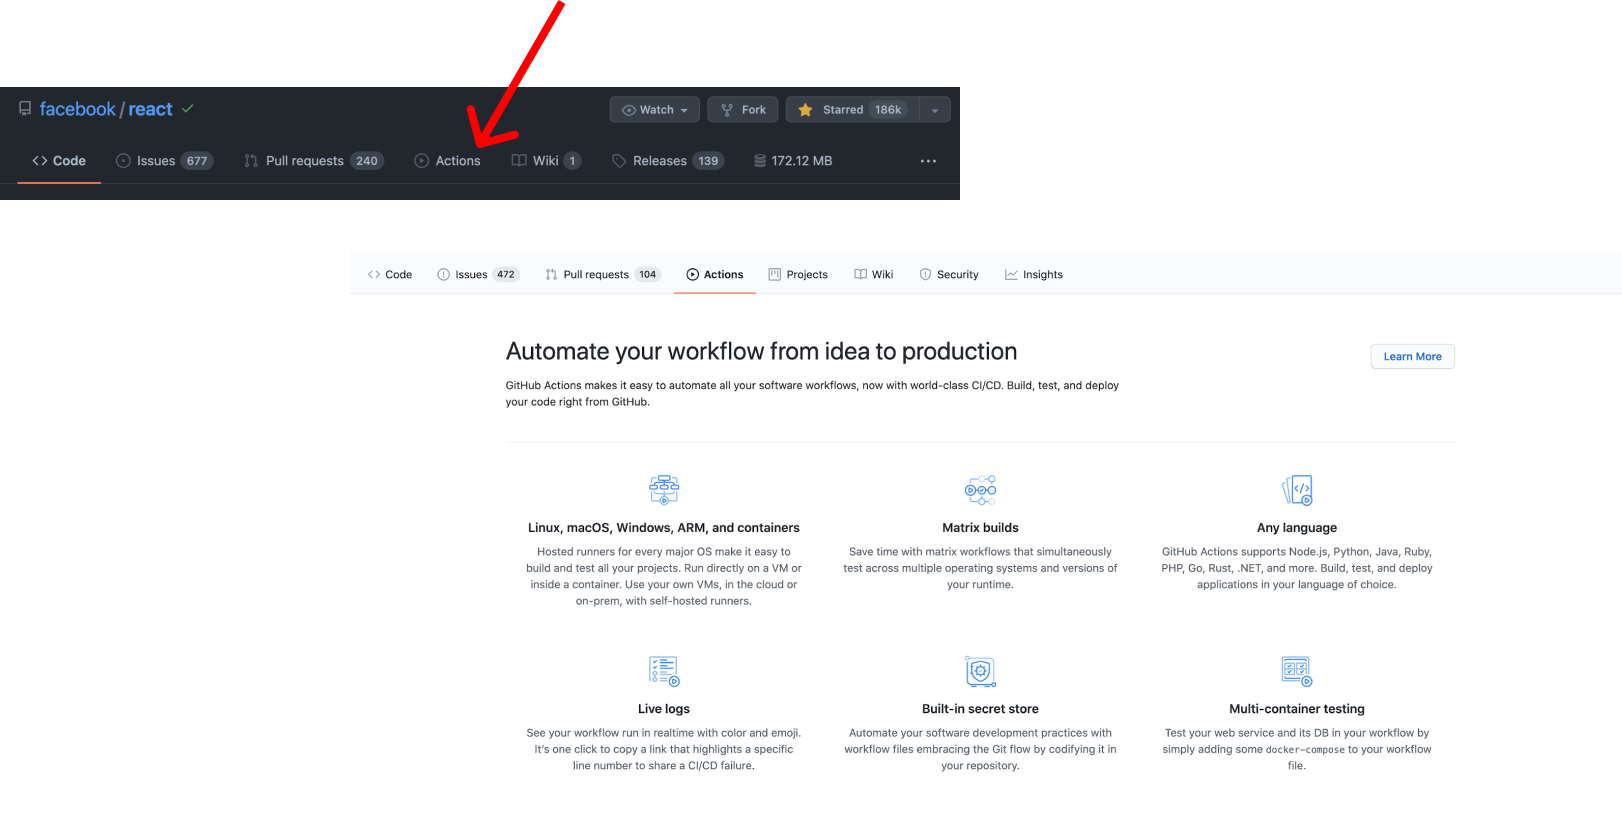 facebook / react
Watch
Fork
Starred 186k
Code
Issues 677
Pull requests 240
Actions
Wiki 1
Releases 139
172.12 MB
Code
Issues 472
Pull requests 104
Actions
Projects
Wiki
Security
Insights
Automate your workflow from idea to production
Learn More
GitHub Actions makes it easy to automate all your software workflows, now with world-class CI/CD. Build, test, and deploy
your code right from GitHub.
Linux, macOS, Windows, ARM, and containers
Hosted runners for every major OS make it easy to
build and test all your projects. Run directly on a VM or
inside a container. Use your own VMs, in the cloud or
on-prem, with self-hosted runners.
Matrix builds
Save time with matrix workflows that simultaneously
test across multiple operating systems and versions of
your runtime.
Any language
GitHub Actions supports Node.js, Python, Java, Ruby,
PHP, Go, Rust, .NET, and more. Build, test, and deploy
applications in your language of choice.
Live logs
See your workflow run in realtime with color and emoji.
It's one click to copy a link that highlights a specific
line number to share a CI/CD failure.
Built-in secret store
Automate your software development practices with
workflow files embracing the Git flow by codifying it in
your repository.
Multi-container testing
Test your web service and its DB in your workflow by
simply adding some docker-compose to your workflow
file.